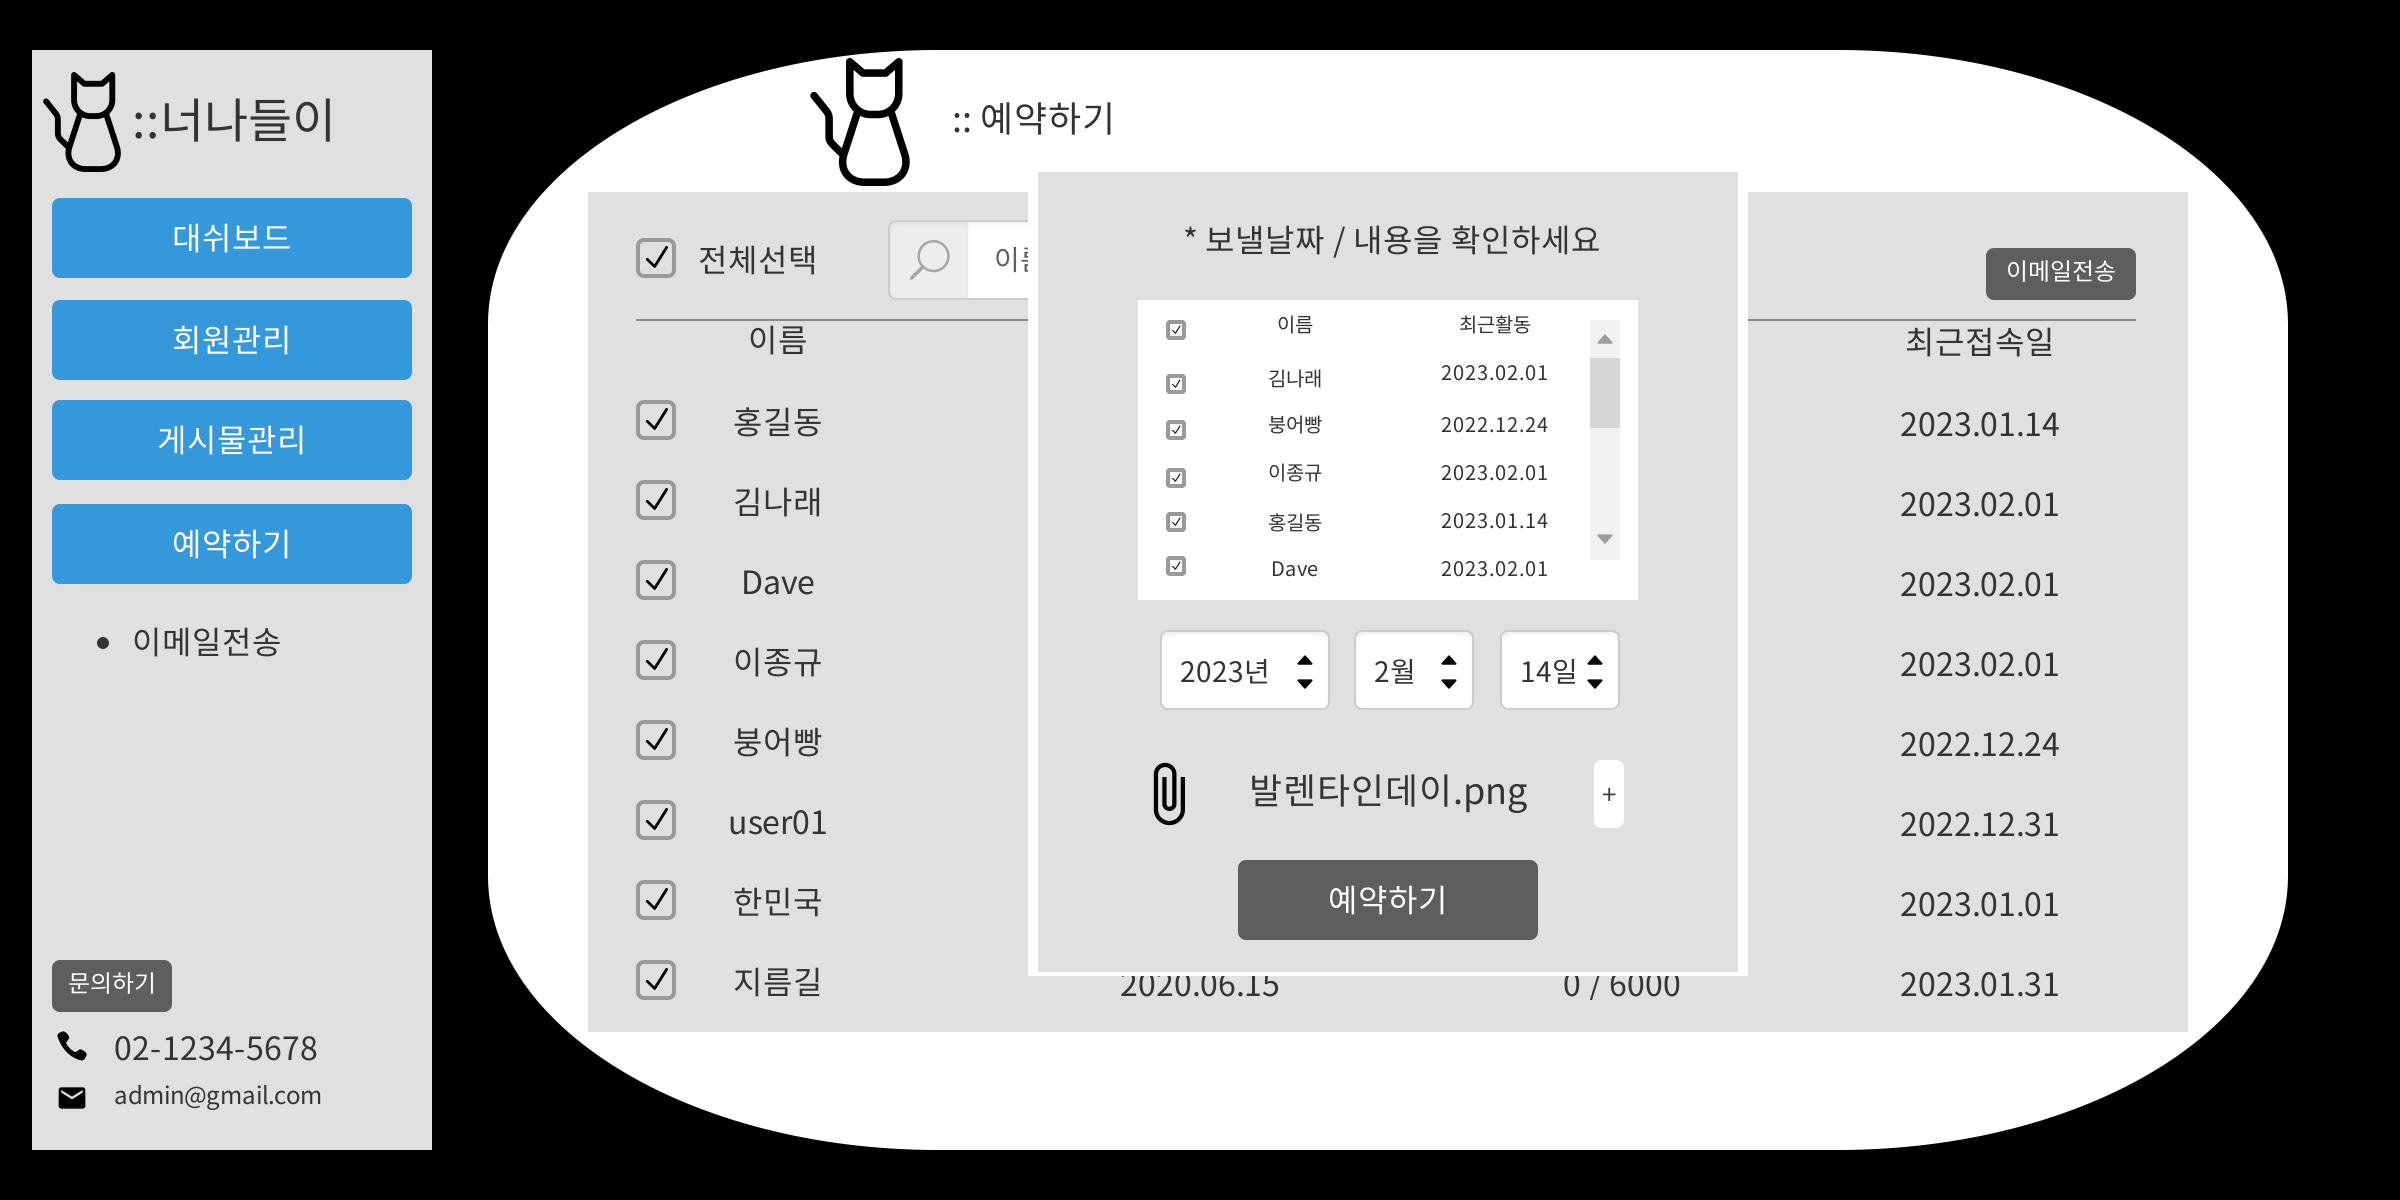 ::너나들이
대쉬보드
회원관리
게시물관리
예약하기
• 이메일전송
문의하기
02-1234-5678
admin@gmail.com
:: 예약하기
전체선택
이메일전송
이름 최근접속일
홍길동 2023.01.14
김나래 2023.02.01
Dave 2023.02.01
이종규 2023.02.01
붕어빵 2022.12.24
user01 2022.12.31
한민국 2023.01.01
지름길 2020.06.15 0 / 6000 2023.01.31
* 보낼날짜 / 내용을 확인하세요
이름 최근활동
김나래 2023.02.01
붕어빵 2022.12.24
이종규 2023.02.01
홍길동 2023.01.14
Dave 2023.02.01
2023년 2월 14일
발렌타인데이.png +
예약하기